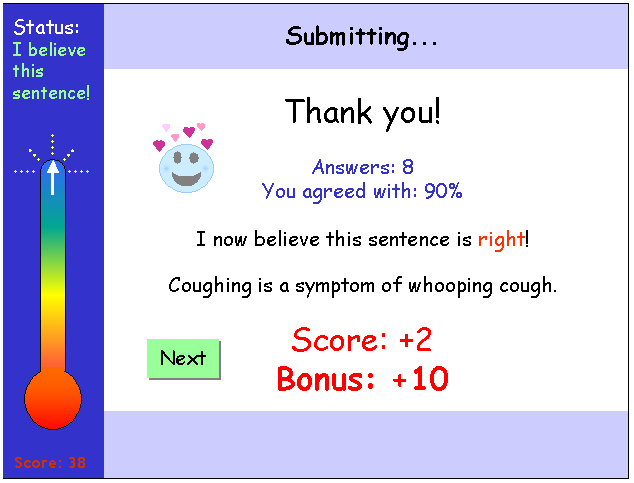 Status:
I believe
this
sentence!
Submitting...
Thank you!
Answers: 8
You agreed with: 90%
I now believe this sentence is right!
Coughing is a symptom of whooping cough.
Score: +2
Next
Bonus: +10
Score: 38